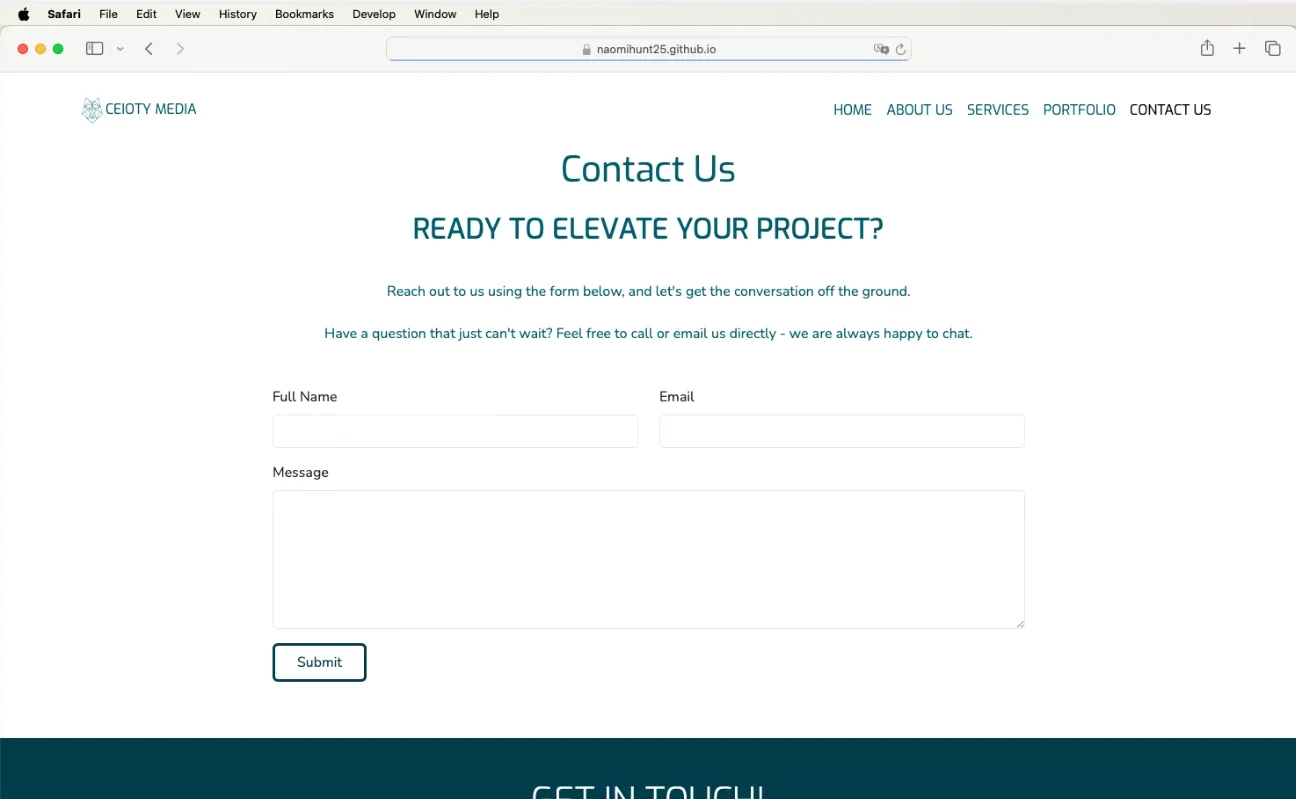 Safari File Edit View History Bookmarks Develop Window Help
naomihunt25.github.io
CEIOTY MEDIA
HOME ABOUT US SERVICES PORTFOLIO CONTACT US
Contact Us
READY TO ELEVATE YOUR PROJECT?
Reach out to us using the form below, and let's get the conversation off the ground.
Have a question that just can't wait? Feel free to call or email us directly - we are always happy to chat.
Full Name Email
Message
Submit
GET IN TOUCH!